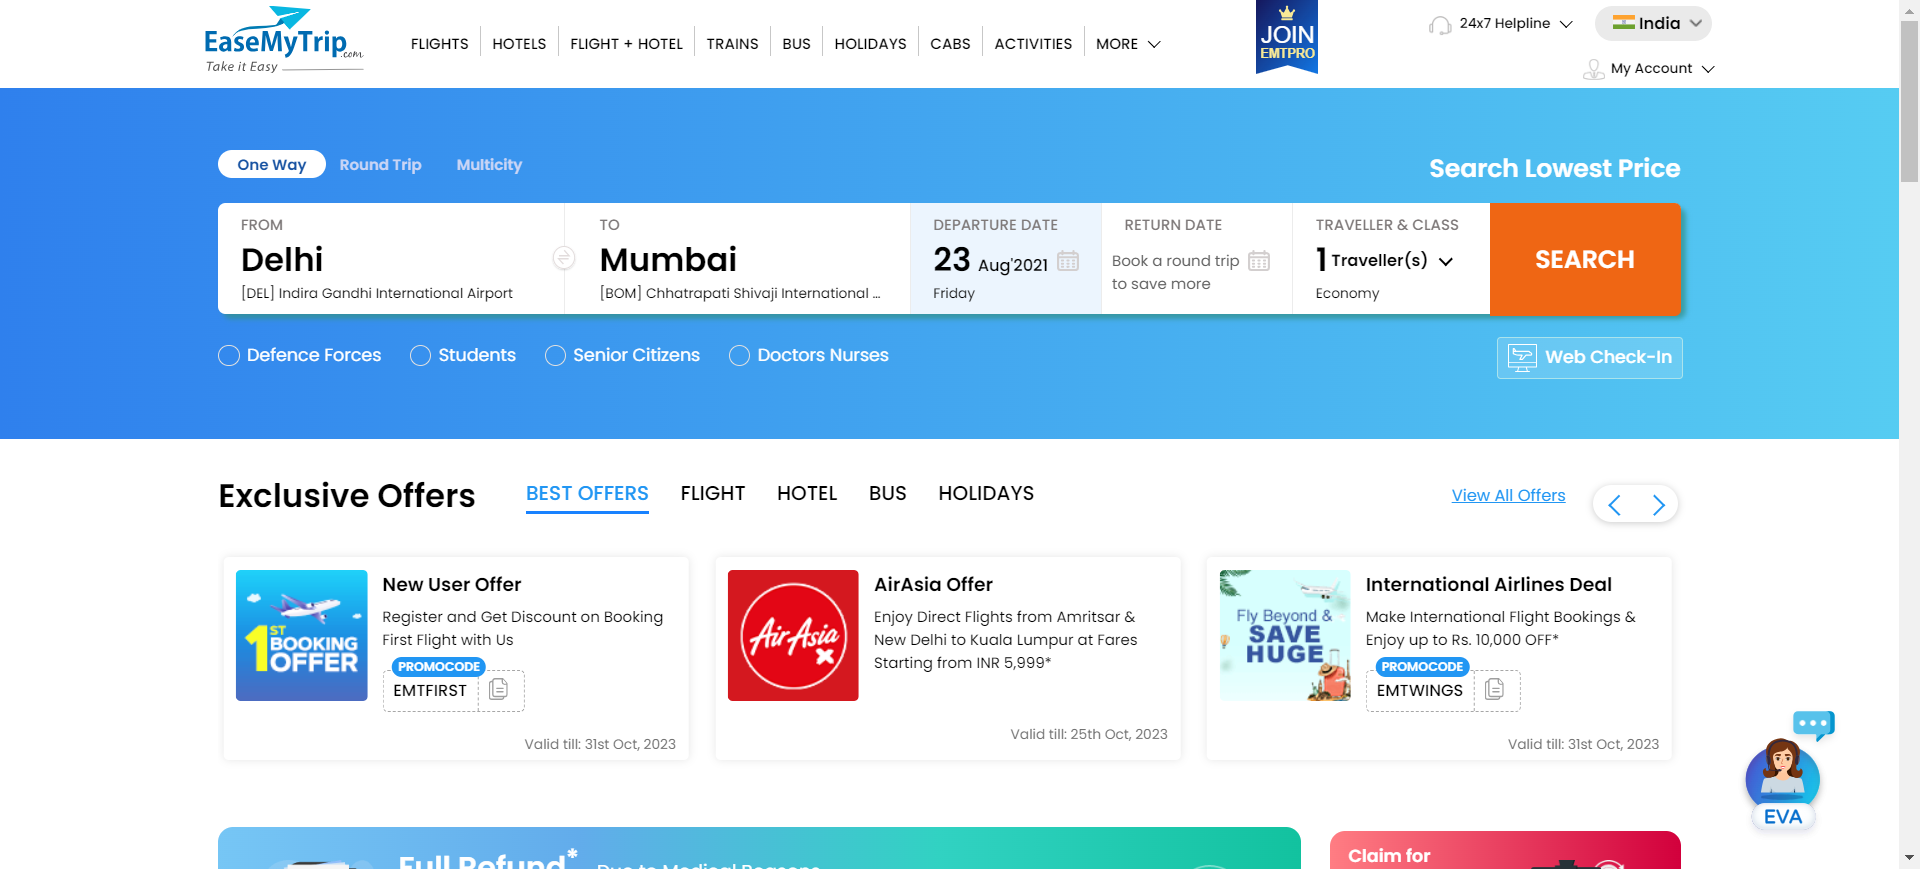 EaseMyTrip.com
Take it Easy
FLIGHTS
HOTELS
FLIGHT + HOTEL
TRAINS
BUS
HOLIDAYS
CABS
ACTIVITIES
MORE
JOIN
EMTPRO
24x7 Helpline
India
My Account
One Way
Round Trip
Multicity
Search Lowest Price
FROM
Delhi
[DEL] Indira Gandhi International Airport
TO
Mumbai
[BOM] Chhatrapati Shivaji International ...
DEPARTURE DATE
23 Aug'2021
Friday
RETURN DATE
Book a round trip
to save more
TRAVELLER & CLASS
1 Traveller(s)
Economy
SEARCH
Defence Forces
Students
Senior Citizens
Doctors Nurses
Web Check-In
Exclusive Offers
BEST OFFERS
FLIGHT
HOTEL
BUS
HOLIDAYS
View All Offers
1ST BOOKING OFFER
New User Offer
Register and Get Discount on Booking
First Flight with Us
PROMOCODE
EMTFIRST
Valid till: 31st Oct, 2023
AirAsia X
AirAsia Offer
Enjoy Direct Flights from Amritsar &
New Delhi to Kuala Lumpur at Fares
Starting from INR 5,999*
Valid till: 25th Oct, 2023
Fly Beyond &
SAVE
HUGE
International Airlines Deal
Make International Flight Bookings &
Enjoy up to Rs. 10,000 OFF*
PROMOCODE
EMTWINGS
Valid till: 31st Oct, 2023
EVA
Full Refund* Due to Medical Reasons
Claim for